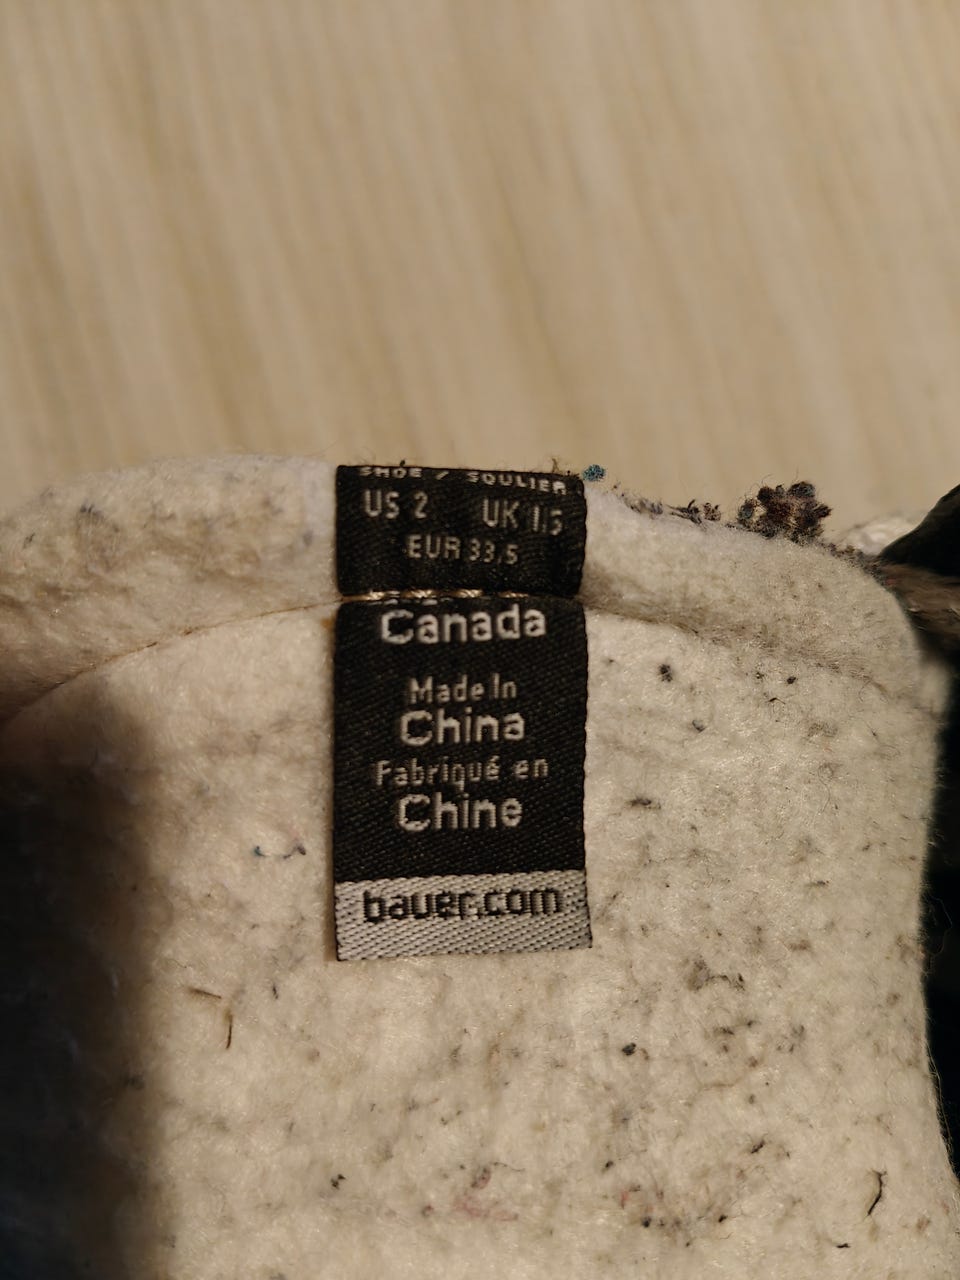 SHOE / SOULIER
US 2 UK 1.5
EUR 33.5
Canada
Made In
China
Fabriqué en
Chine
bauer.com